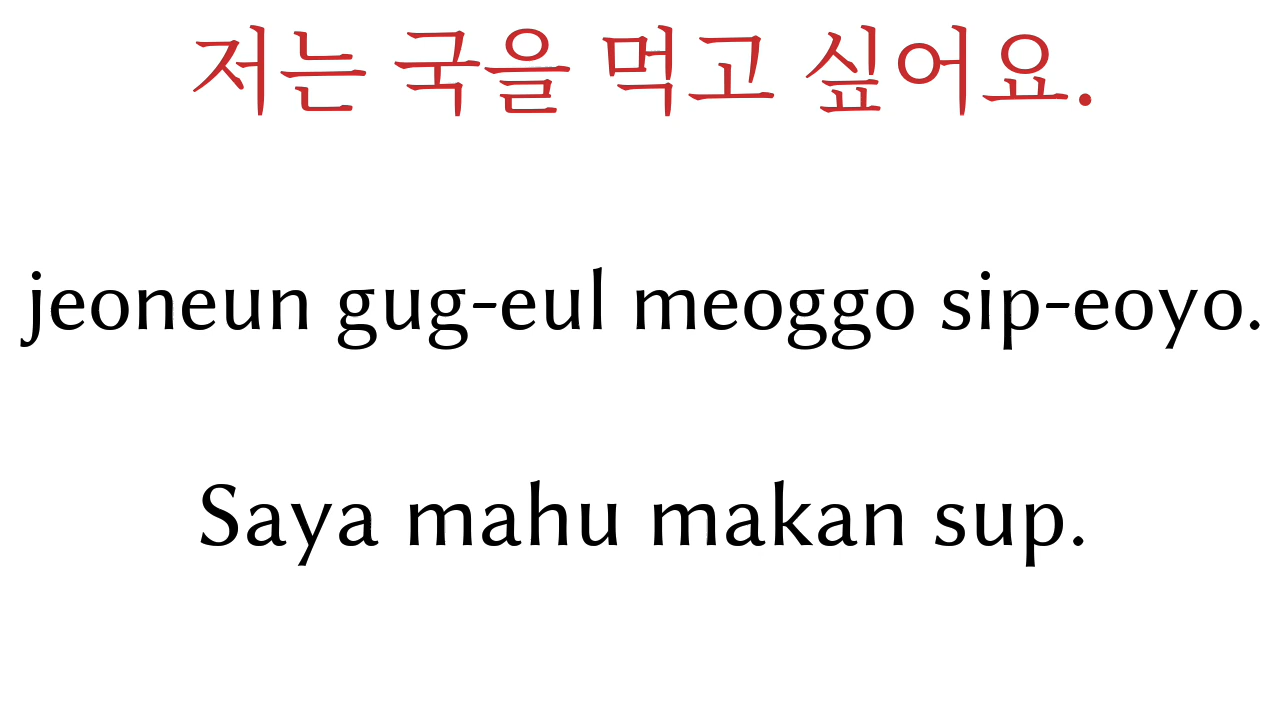 저는 국을 먹고 싶어요.
jeoneun gug-eul meoggo sip-eoyo.
Saya mahu makan sup.